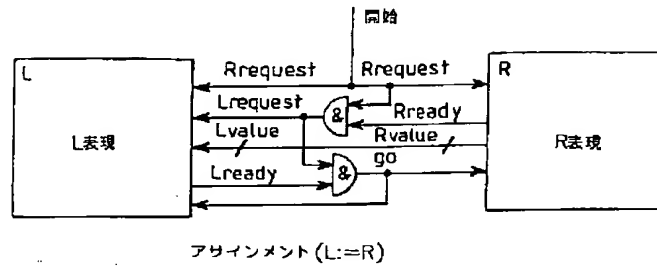 開始
L
Rrequest
Rrequest
R
Lrequest
&
Rready
Lvalue
Rvalue
L表現
R表現
Lready
&
go
アサインメント(L:=R)